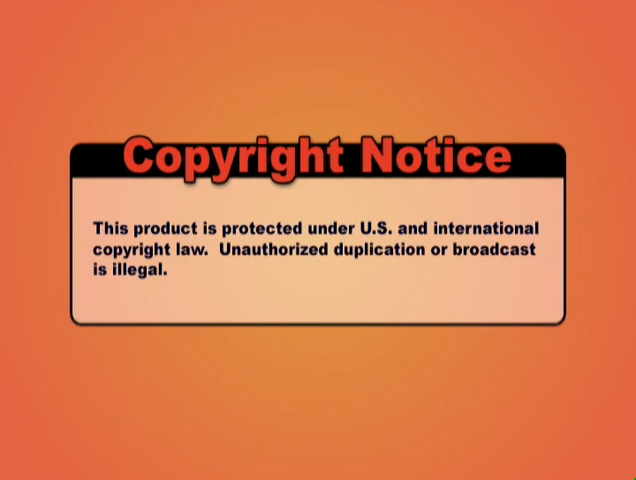 Copyright Notice
This product is protected under U.S. and international
copyright law.  Unauthorized duplication or broadcast
is illegal.